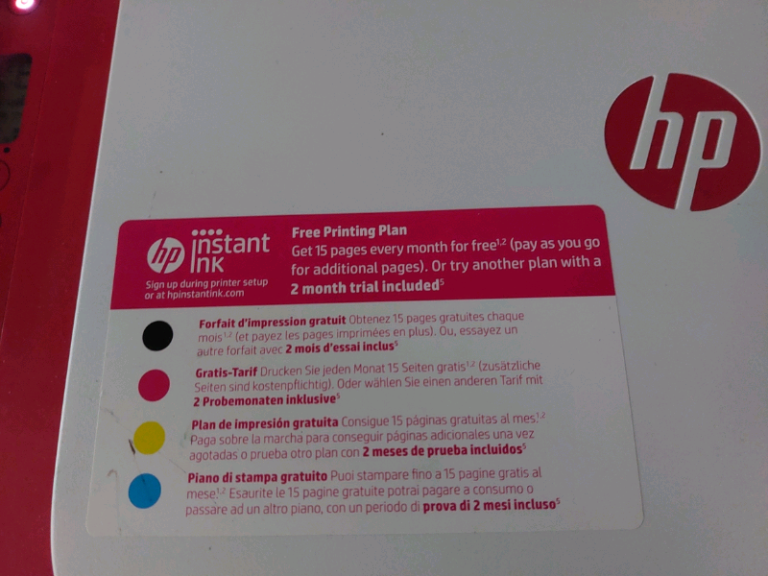 hp
hp instant ink
Sign up during printer setup
or at hpinstantink.com
Free Printing Plan
Get 15 pages every month for free1,2 (pay as you go
for additional pages). Or try another plan with a
2 month trial included5
Forfait d'impression gratuit Obtenez 15 pages gratuites chaque
mois1,2 (et payez les pages imprimées en plus). Ou, essayez un
autre forfait avec 2 mois d'essai inclus5
Gratis-Tarif Drucken Sie jeden Monat 15 Seiten gratis1,2 (zusätzliche
Seiten sind kostenpflichtig). Oder wählen Sie einen anderen Tarif mit
2 Probemonaten inklusive5
Plan de impresión gratuita Consigue 15 páginas gratuitas al mes.1,2
Paga sobre la marcha para conseguir páginas adicionales una vez
agotadas o prueba otro plan con 2 meses de prueba incluidos5
Piano di stampa gratuito Puoi stampare fino a 15 pagine gratis al
mese.1,2 Esaurite le 15 pagine gratuite potrai pagare a consumo o
passare ad un altro piano, con un periodo di prova di 2 mesi incluso5